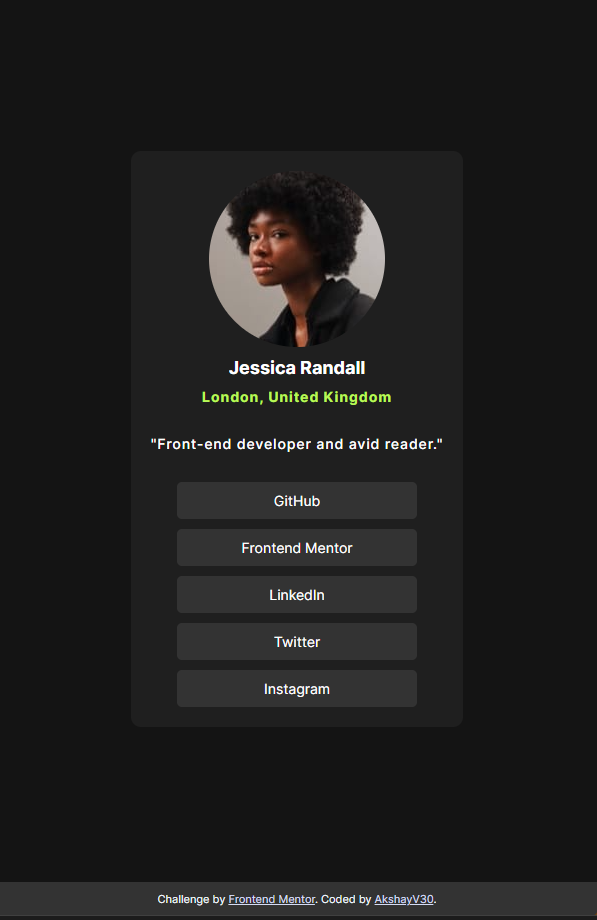 Jessica Randall
London, United Kingdom
"Front-end developer and avid reader."
GitHub
Frontend Mentor
LinkedIn
Twitter
Instagram
Challenge by Frontend Mentor. Coded by AkshayV30.